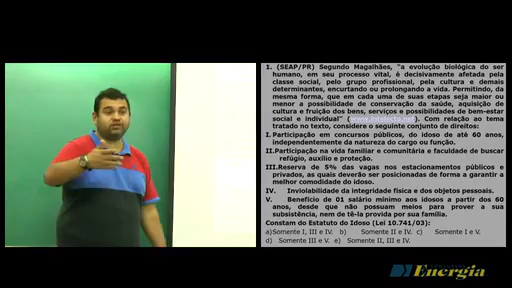 1. (SEAP/PR) Segundo Magalhães, "a evolução biológica do ser
humano, em seu processo vital, é decisivamente afetada pela
classe social, pelo grupo profissional, pela cultura e demais
determinantes, encurtando ou prolongando a vida. Permitindo, da
mesma forma, que em cada uma de suas etapas seja maior ou
menor a possibilidade de conservação da saúde, aquisição de
cultura e fruição dos bens, serviços e possibilidades de bem-estar
social e individual" (www.intelecto.net). Com relação ao tema
tratado no texto, considere o seguinte conjunto de direitos:
I. Participação em concursos públicos, do idoso de até 60 anos,
independentemente da natureza do cargo ou função.
II. Participação na vida familiar e comunitária e faculdade de buscar
refúgio, auxílio e proteção.
III. Reserva de 5% das vagas nos estacionamentos públicos e
privados, as quais deverão ser posicionadas de forma a garantir a
melhor comodidade do idoso.
IV. Inviolabilidade da integridade física e dos objetos pessoais.
V. Benefício de 01 salário mínimo aos idosos a partir dos 60
anos, desde que não possuam meios para prover a sua
subsistência, nem de tê-la provida por sua família.
Constam do Estatuto do Idoso (Lei 10.741/03):
a)Somente I, III e IV. b) Somente II e IV. c) Somente I e V.
d) Somente III e V. e) Somente II, III e IV.
Energia